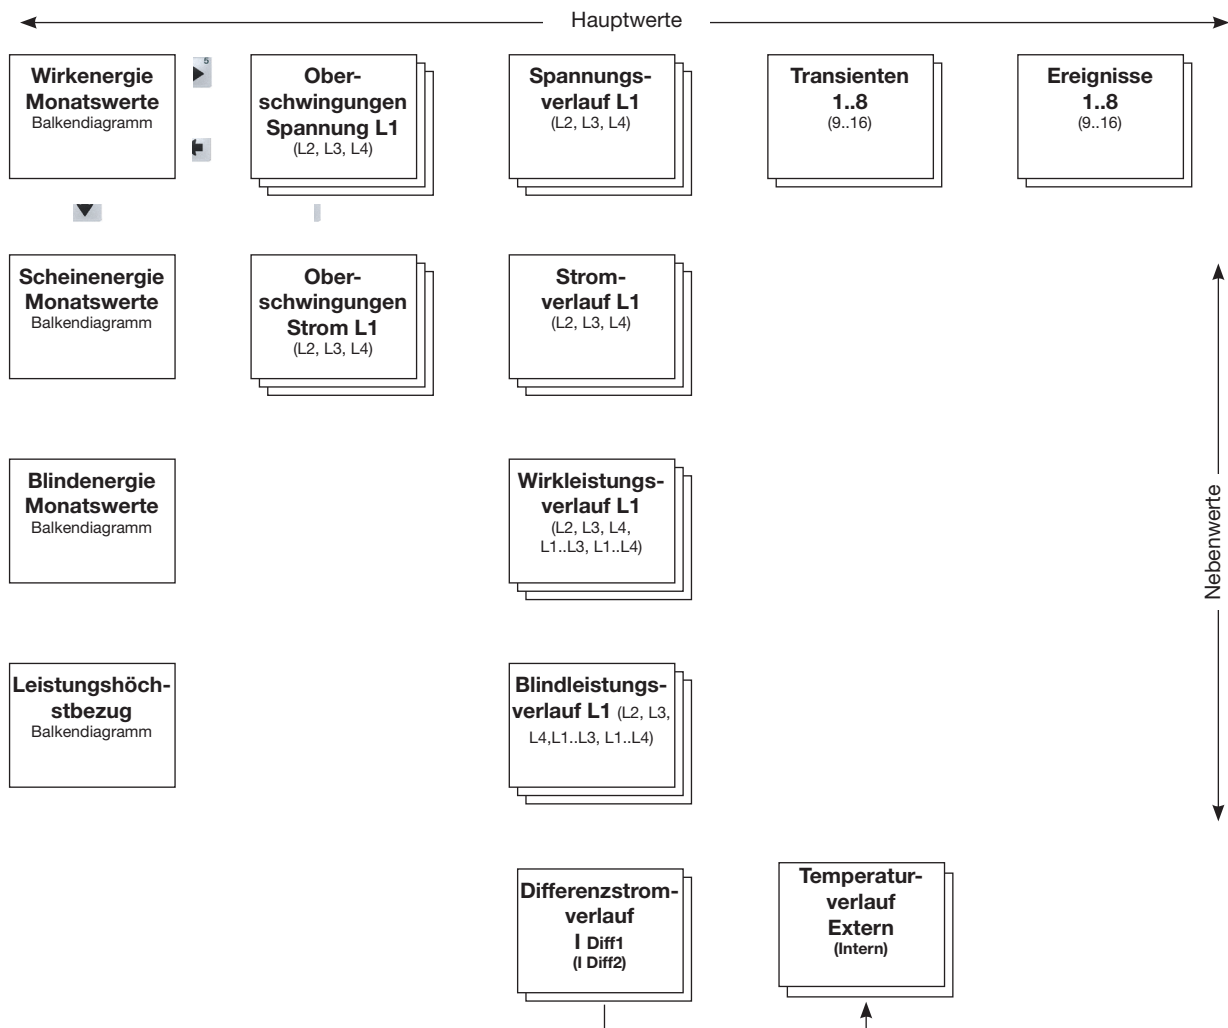 Hauptwerte
Wirkenergie
Monatswerte
Balkendiagramm
5
Ober-
schwingungen
Spannung L1
(L2, L3, L4)
Spannungs-
verlauf L1
(L2, L3, L4)
Transienten
1..8
(9..16)
Ereignisse
1..8
(9..16)
Scheinenergie
Monatswerte
Balkendiagramm
Ober-
schwingungen
Strom L1
(L2, L3, L4)
Strom-
verlauf L1
(L2, L3, L4)
Nebenwerte
Blindenergie
Monatswerte
Balkendiagramm
Wirkleistungs-
verlauf L1
(L2, L3, L4,
L1..L3, L1..L4)
Leistungshöch-
stbezug
Balkendiagramm
Blindleistungs-
verlauf L1 (L2, L3,
L4,L1..L3, L1..L4)
Differenzstrom-
verlauf
I Diff1
(I Diff2)
Temperatur-
verlauf
Extern
(Intern)